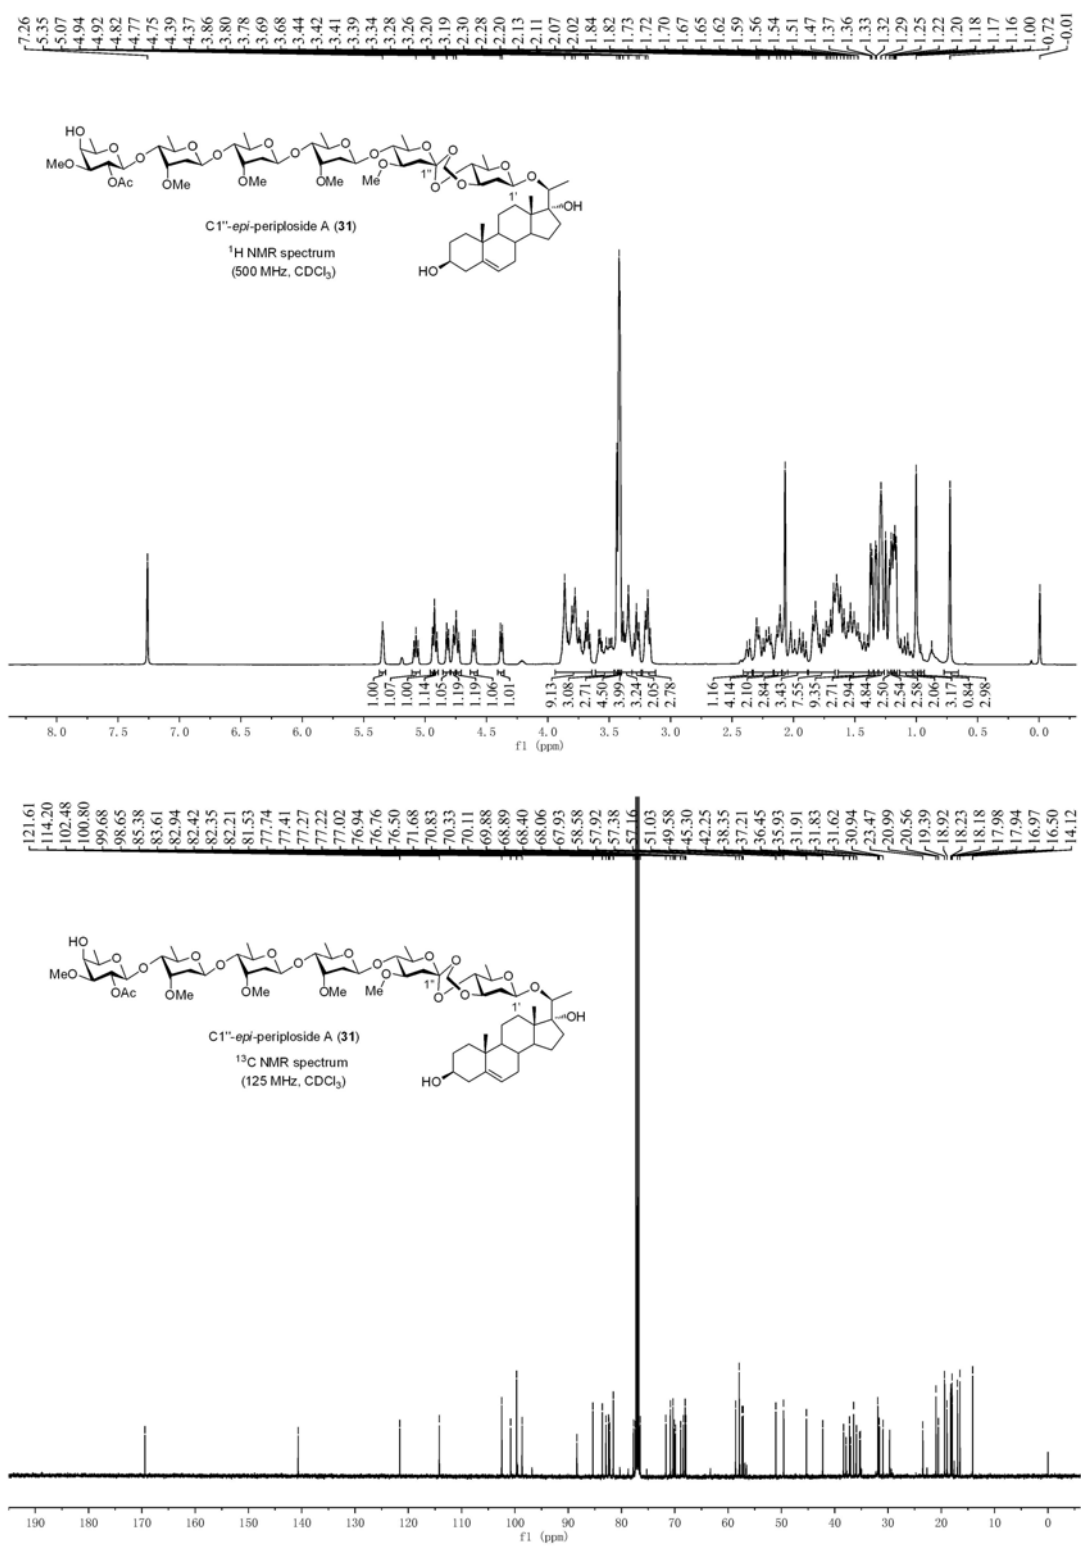 7.26 5.35 5.07 4.94 4.92 4.82 4.77 4.75 4.39 4.37 3.86 3.80 3.78 3.69 3.68 3.44 3.42 3.41 3.39 3.34 3.28 3.26 3.20 3.19 2.30 2.28 2.20 2.13 2.11 2.07 2.02 1.84 1.82 1.73 1.72 1.70 1.67 1.65 1.62 1.59 1.56 1.54 1.51 1.47 1.37 1.36 1.33 1.32 1.29 1.25 1.22 1.20 1.18 1.17 1.16 1.00 0.72 -0.01
HO
MeO
OAc
O
O
OMe
O
O
OMe
O
O
OMe
O
O
Me O
1''
O
O
O
O
O
1'
OH
HO
C1''-epi-periploside A (31)
¹H NMR spectrum
(500 MHz, CDCl₃)
1.00 1.07 1.00 1.14 1.05 1.19 1.19 1.06 1.01 9.13 3.08 2.71 4.50 3.99 3.24 2.05 2.78 1.16 4.14 2.10 2.84 3.43 7.55 9.35 2.71 2.94 4.84 2.50 2.54 2.58 2.06 3.17 0.84 2.98
8.0 7.5 7.0 6.5 6.0 5.5 5.0 4.5 4.0 3.5 3.0 2.5 2.0 1.5 1.0 0.5 0.0
f1 (ppm)
121.61 114.20 102.48 100.80 99.68 98.65 85.38 83.61 82.94 82.42 82.35 82.21 81.53 77.74 77.41 77.27 77.22 77.02 76.94 76.76 76.50 71.68 70.83 70.33 70.11 69.88 68.89 68.40 68.06 67.93 58.58 57.92 57.38 57.16 51.03 49.58 45.30 42.25 38.35 37.21 36.45 35.93 31.91 31.83 31.62 30.94 23.47 20.99 20.56 19.39 18.92 18.23 18.18 17.98 17.94 16.97 16.50 14.12
HO
MeO
OAc
O
O
OMe
O
O
OMe
O
O
OMe
O
O
Me O
1''
O
O
O
O
O
1'
OH
HO
C1''-epi-periploside A (31)
¹³C NMR spectrum
(125 MHz, CDCl₃)
190 180 170 160 150 140 130 120 110 100 90 80 70 60 50 40 30 20 10 0
f1 (ppm)